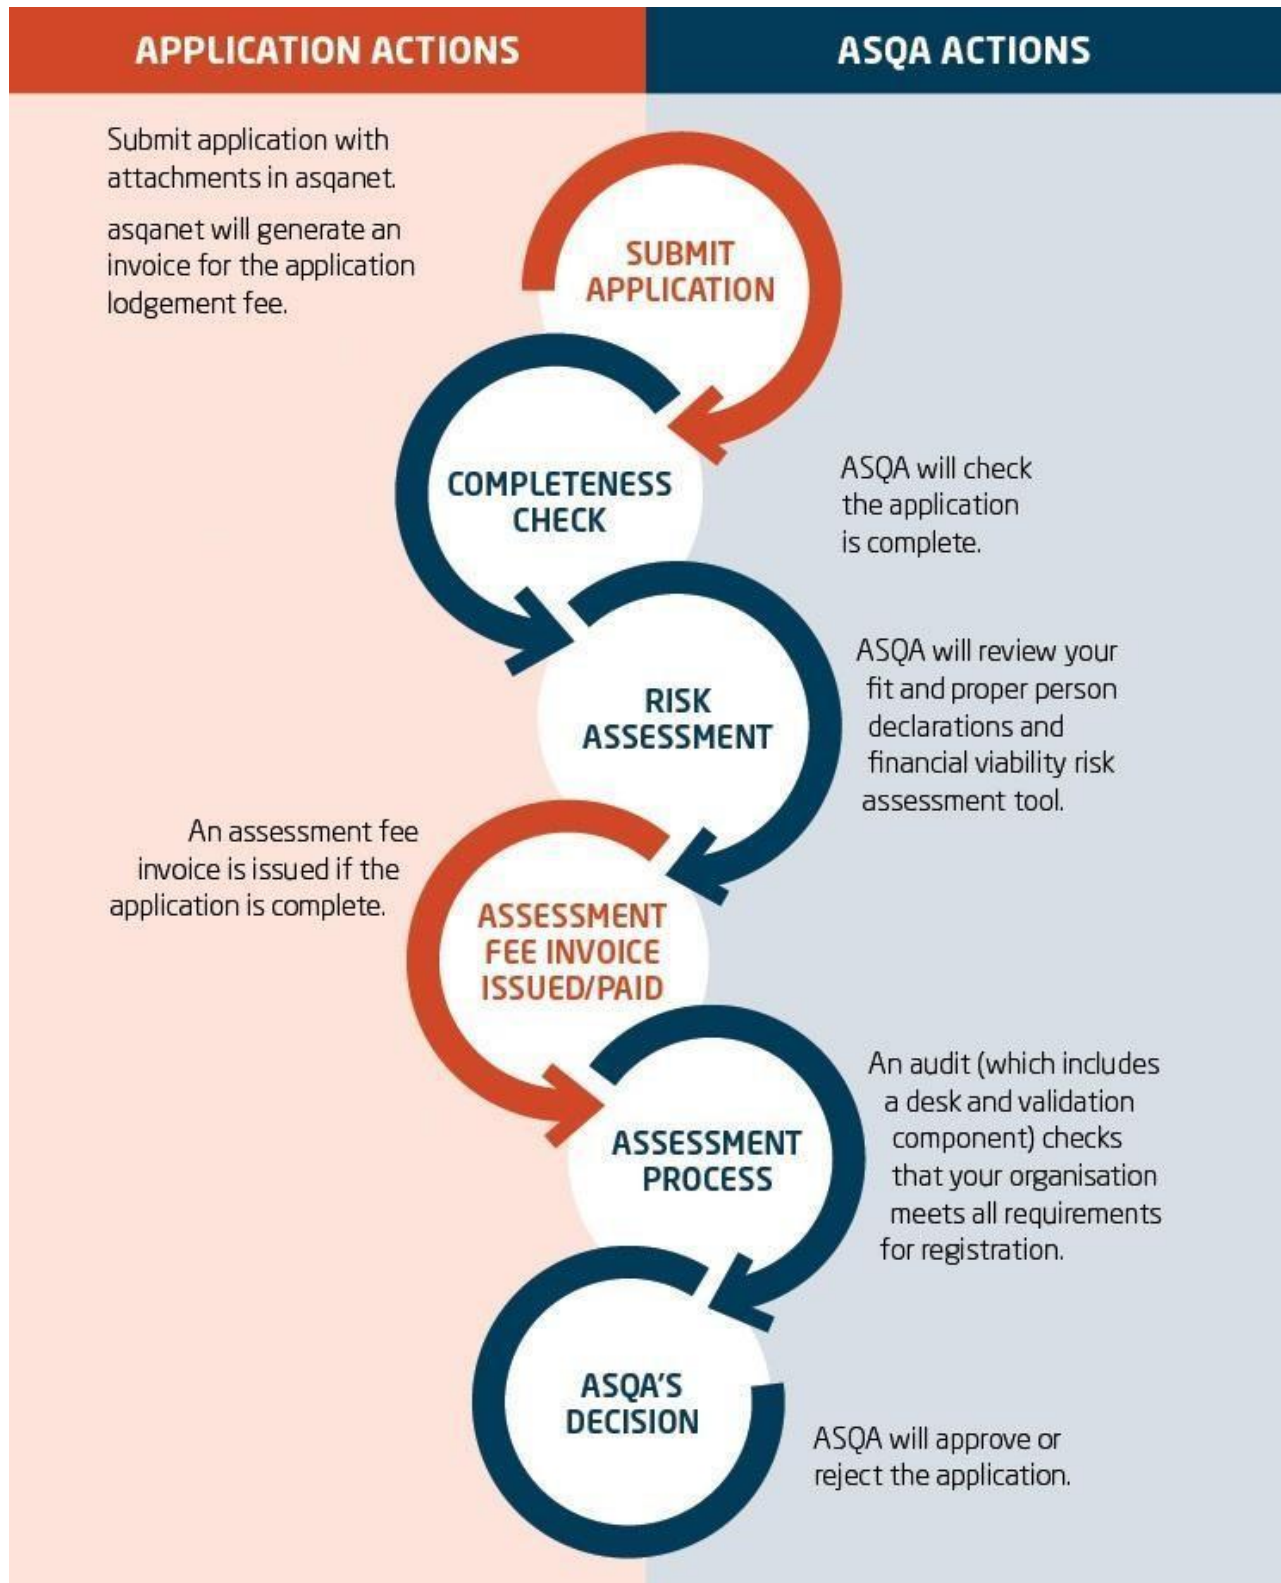 APPLICATION ACTIONS
ASQA ACTIONS
Submit application with
attachments in asqanet.
asqanet will generate an
invoice for the application
lodgement fee.
SUBMIT
APPLICATION
COMPLETENESS
CHECK
ASQA will check
the application
is complete.
RISK
ASSESSMENT
ASQA will review your
fit and proper person
declarations and
financial viability risk
assessment tool.
An assessment fee
invoice is issued if the
application is complete.
ASSESSMENT
FEE INVOICE
ISSUED/PAID
ASSESSMENT
PROCESS
An audit (which includes
a desk and validation
component) checks
that your organisation
meets all requirements
for registration.
ASQA'S
DECISION
ASQA will approve or
reject the application.